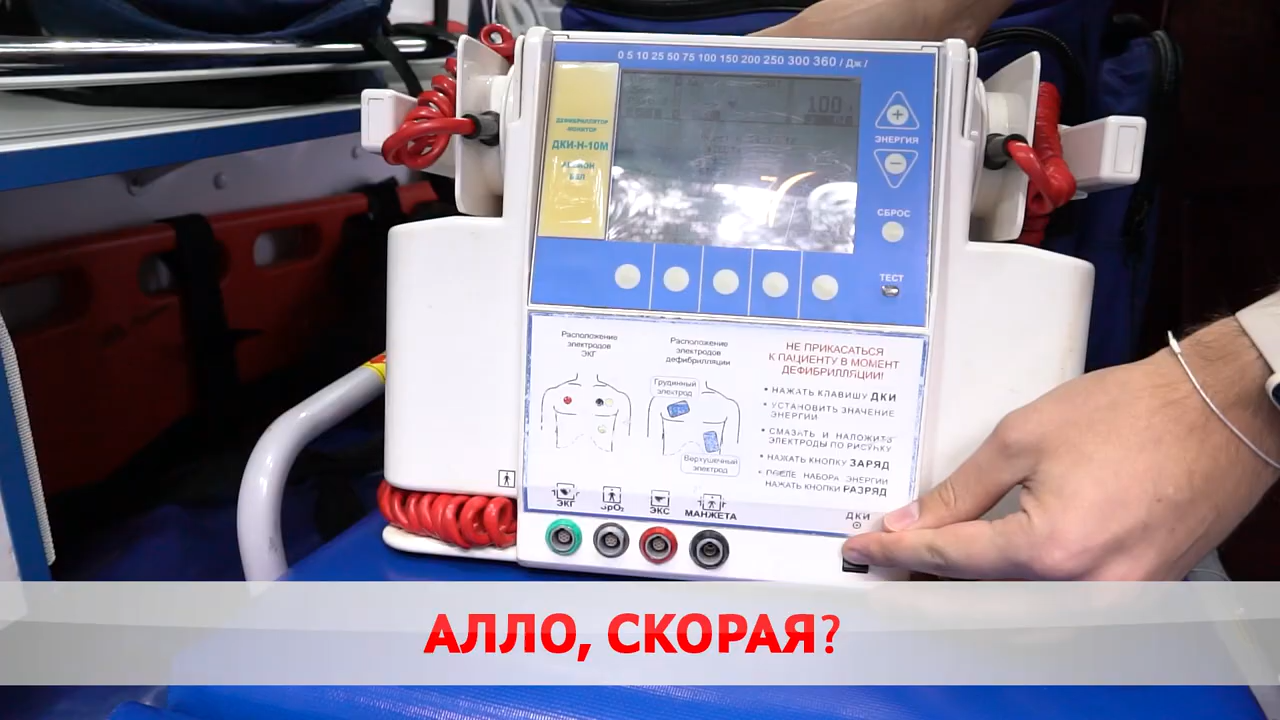 0 5 10 25 50 75 100 150 200 250 300 360 / Дж /
ДЕФИБРИЛЛЯТОР
-МОНИТОР
ДКИ-Н-10М
АКСИОН
БЕЛ
100
ЭНЕРГИЯ
СБРОС
ТЕСТ
Расположение
электродов
ЭКГ
Расположение
электродов
дефибрилляции
Грудинный
электрод
Верхушечный
электрод
НЕ ПРИКАСАТЬСЯ
К ПАЦИЕНТУ В МОМЕНТ
ДЕФИБРИЛЛЯЦИИ!
• НАЖАТЬ КЛАВИШУ ДКИ
• УСТАНОВИТЬ ЗНАЧЕНИЕ
ЭНЕРГИИ
• СМАЗАТЬ И НАЛОЖИТЬ
ЭЛЕКТРОДЫ ПО РИСУНКУ
• НАЖАТЬ КНОПКУ ЗАРЯД
• ПОСЛЕ НАБОРА ЭНЕРГИИ
НАЖАТЬ КНОПКИ РАЗРЯД
ЭКГ
SpO₂
ЭКС
МАНЖЕТА
ДКИ
АЛЛО, СКОРАЯ?